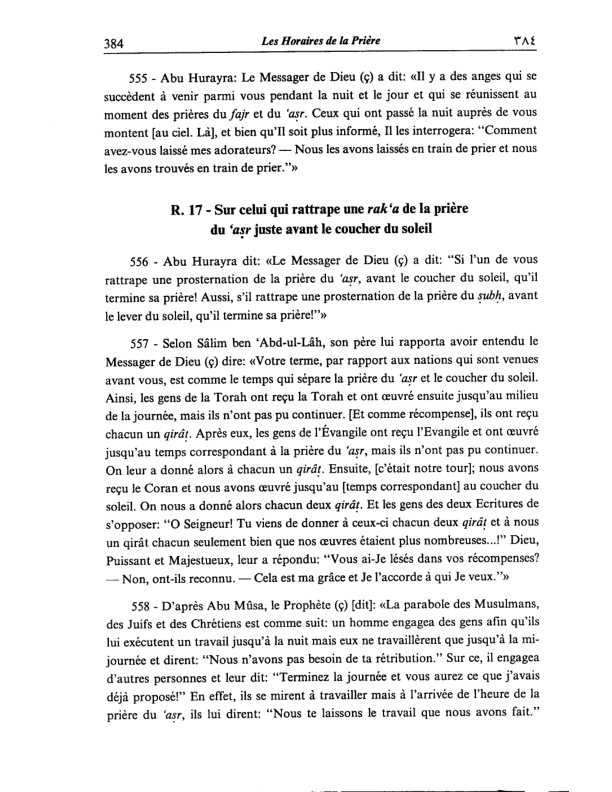 384 Les Horaires de la Prière ٣٨٤
555 - Abu Hurayra: Le Messager de Dieu (ç) a dit: «Il y a des anges qui se
succèdent à venir parmi vous pendant la nuit et le jour et qui se réunissent au
moment des prières du fajr et du ‘aṣr. Ceux qui ont passé la nuit auprès de vous
montent [au ciel. Là], et bien qu'Il soit plus informé, Il les interrogera: “Comment
avez-vous laissé mes adorateurs? — Nous les avons laissés en train de prier et nous
les avons trouvés en train de prier.”»
R. 17 - Sur celui qui rattrape une rak‘a de la prière
du ‘aṣr juste avant le coucher du soleil
556 - Abu Hurayra dit: «Le Messager de Dieu (ç) a dit: “Si l'un de vous
rattrape une prosternation de la prière du ‘aṣr, avant le coucher du soleil, qu'il
termine sa prière! Aussi, s'il rattrape une prosternation de la prière du ṣubḥ, avant
le lever du soleil, qu'il termine sa prière!”»
557 - Selon Sâlim ben ‘Abd-ul-Lâh, son père lui rapporta avoir entendu le
Messager de Dieu (ç) dire: «Votre terme, par rapport aux nations qui sont venues
avant vous, est comme le temps qui sépare la prière du ‘aṣr et le coucher du soleil.
Ainsi, les gens de la Torah ont reçu la Torah et ont œuvré ensuite jusqu'au milieu
de la journée, mais ils n'ont pas pu continuer. [Et comme récompense], ils ont reçu
chacun un qirâṭ. Après eux, les gens de l'Évangile ont reçu l'Evangile et ont œuvré
jusqu'au temps correspondant à la prière du ‘aṣr, mais ils n'ont pas pu continuer.
On leur a donné alors à chacun un qirâṭ. Ensuite, [c'était notre tour]; nous avons
reçu le Coran et nous avons œuvré jusqu'au [temps correspondant] au coucher du
soleil. On nous a donné alors chacun deux qirâṭ. Et les gens des deux Ecritures de
s'opposer: “O Seigneur! Tu viens de donner à ceux-ci chacun deux qirâṭ et à nous
un qirât chacun seulement bien que nos œuvres étaient plus nombreuses...!” Dieu,
Puissant et Majestueux, leur a répondu: “Vous ai-Je lésés dans vos récompenses?
— Non, ont-ils reconnu. — Cela est ma grâce et Je l'accorde à qui Je veux.”»
558 - D'après Abu Mûsa, le Prophète (ç) [dit]: «La parabole des Musulmans,
des Juifs et des Chrétiens est comme suit: un homme engagea des gens afin qu'ils
lui exécutent un travail jusqu'à la nuit mais eux ne travaillèrent que jusqu'à la mi-
journée et dirent: “Nous n'avons pas besoin de ta rétribution.” Sur ce, il engagea
d'autres personnes et leur dit: “Terminez la journée et vous aurez ce que j'avais
déjà proposé!” En effet, ils se mirent à travailler mais à l'arrivée de l'heure de la
prière du ‘aṣr, ils lui dirent: “Nous te laissons le travail que nous avons fait.”